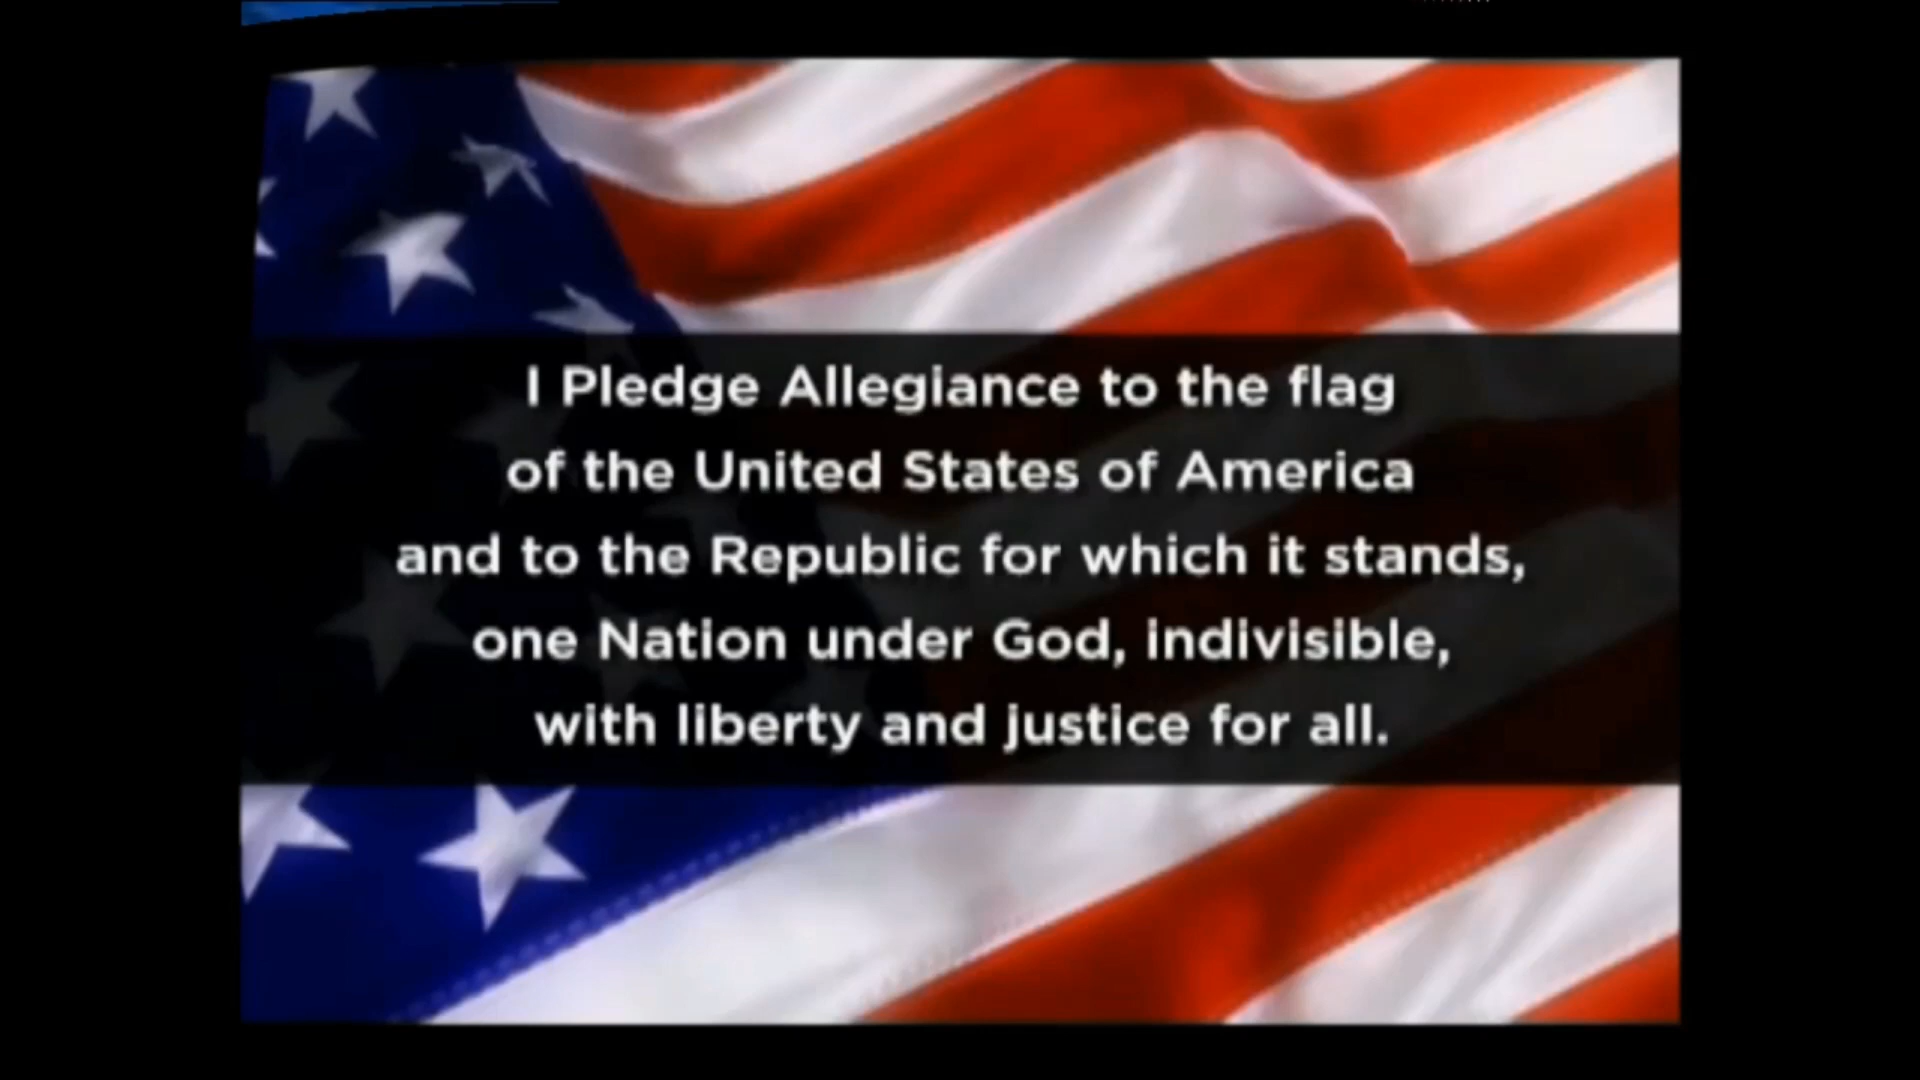 I Pledge Allegiance to the flag
of the United States of America
and to the Republic for which it stands,
one Nation under God, indivisible,
with liberty and justice for all.